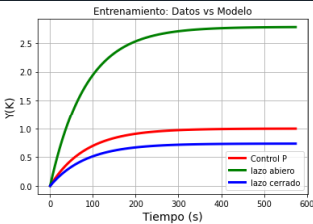 Entrenamiento: Datos vs Modelo
Y(K)
2.5
2.0
1.5
1.0
0.5
0.0
Control P
lazo abiero
lazo cerrado
0
100
200
300
400
500
600
Tiempo (s)